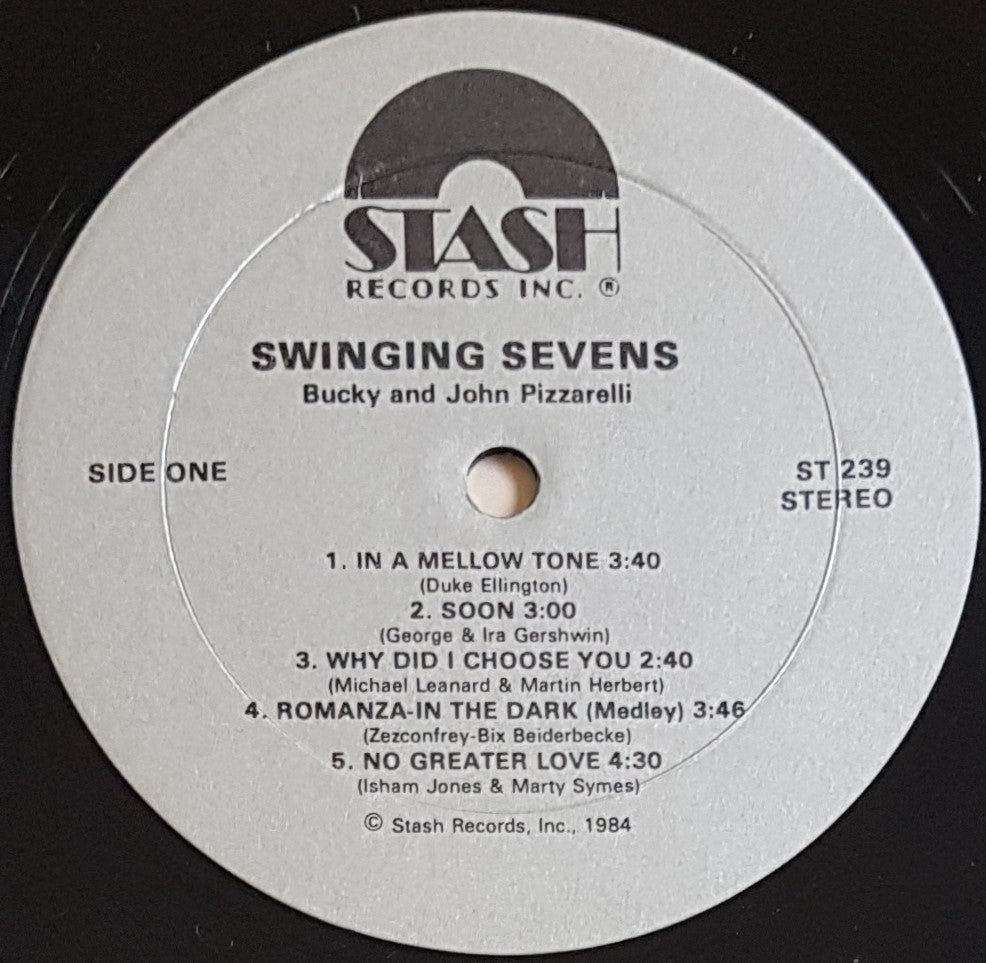 STASH
RECORDS INC. ®
SWINGING SEVENS
Bucky and John Pizzarelli
SIDE ONE
ST 239
STEREO
1. IN A MELLOW TONE 3:40
(Duke Ellington)
2. SOON 3:00
(George & Ira Gershwin)
3. WHY DID I CHOOSE YOU 2:40
(Michael Leanard & Martin Herbert)
4. ROMANZA-IN THE DARK (Medley) 3:46
(Zezconfrey-Bix Beiderbecke)
5. NO GREATER LOVE 4:30
(Isham Jones & Marty Symes)
© Stash Records, Inc., 1984